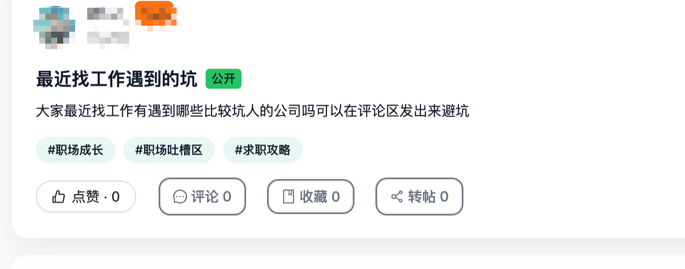 最近找工作遇到的坑 公开
大家最近找工作有遇到哪些比较坑人的公司吗可以在评论区发出来避坑
#职场成长 #职场吐槽区 #求职攻略
点赞 · 0 评论 0 收藏 0 转帖 0